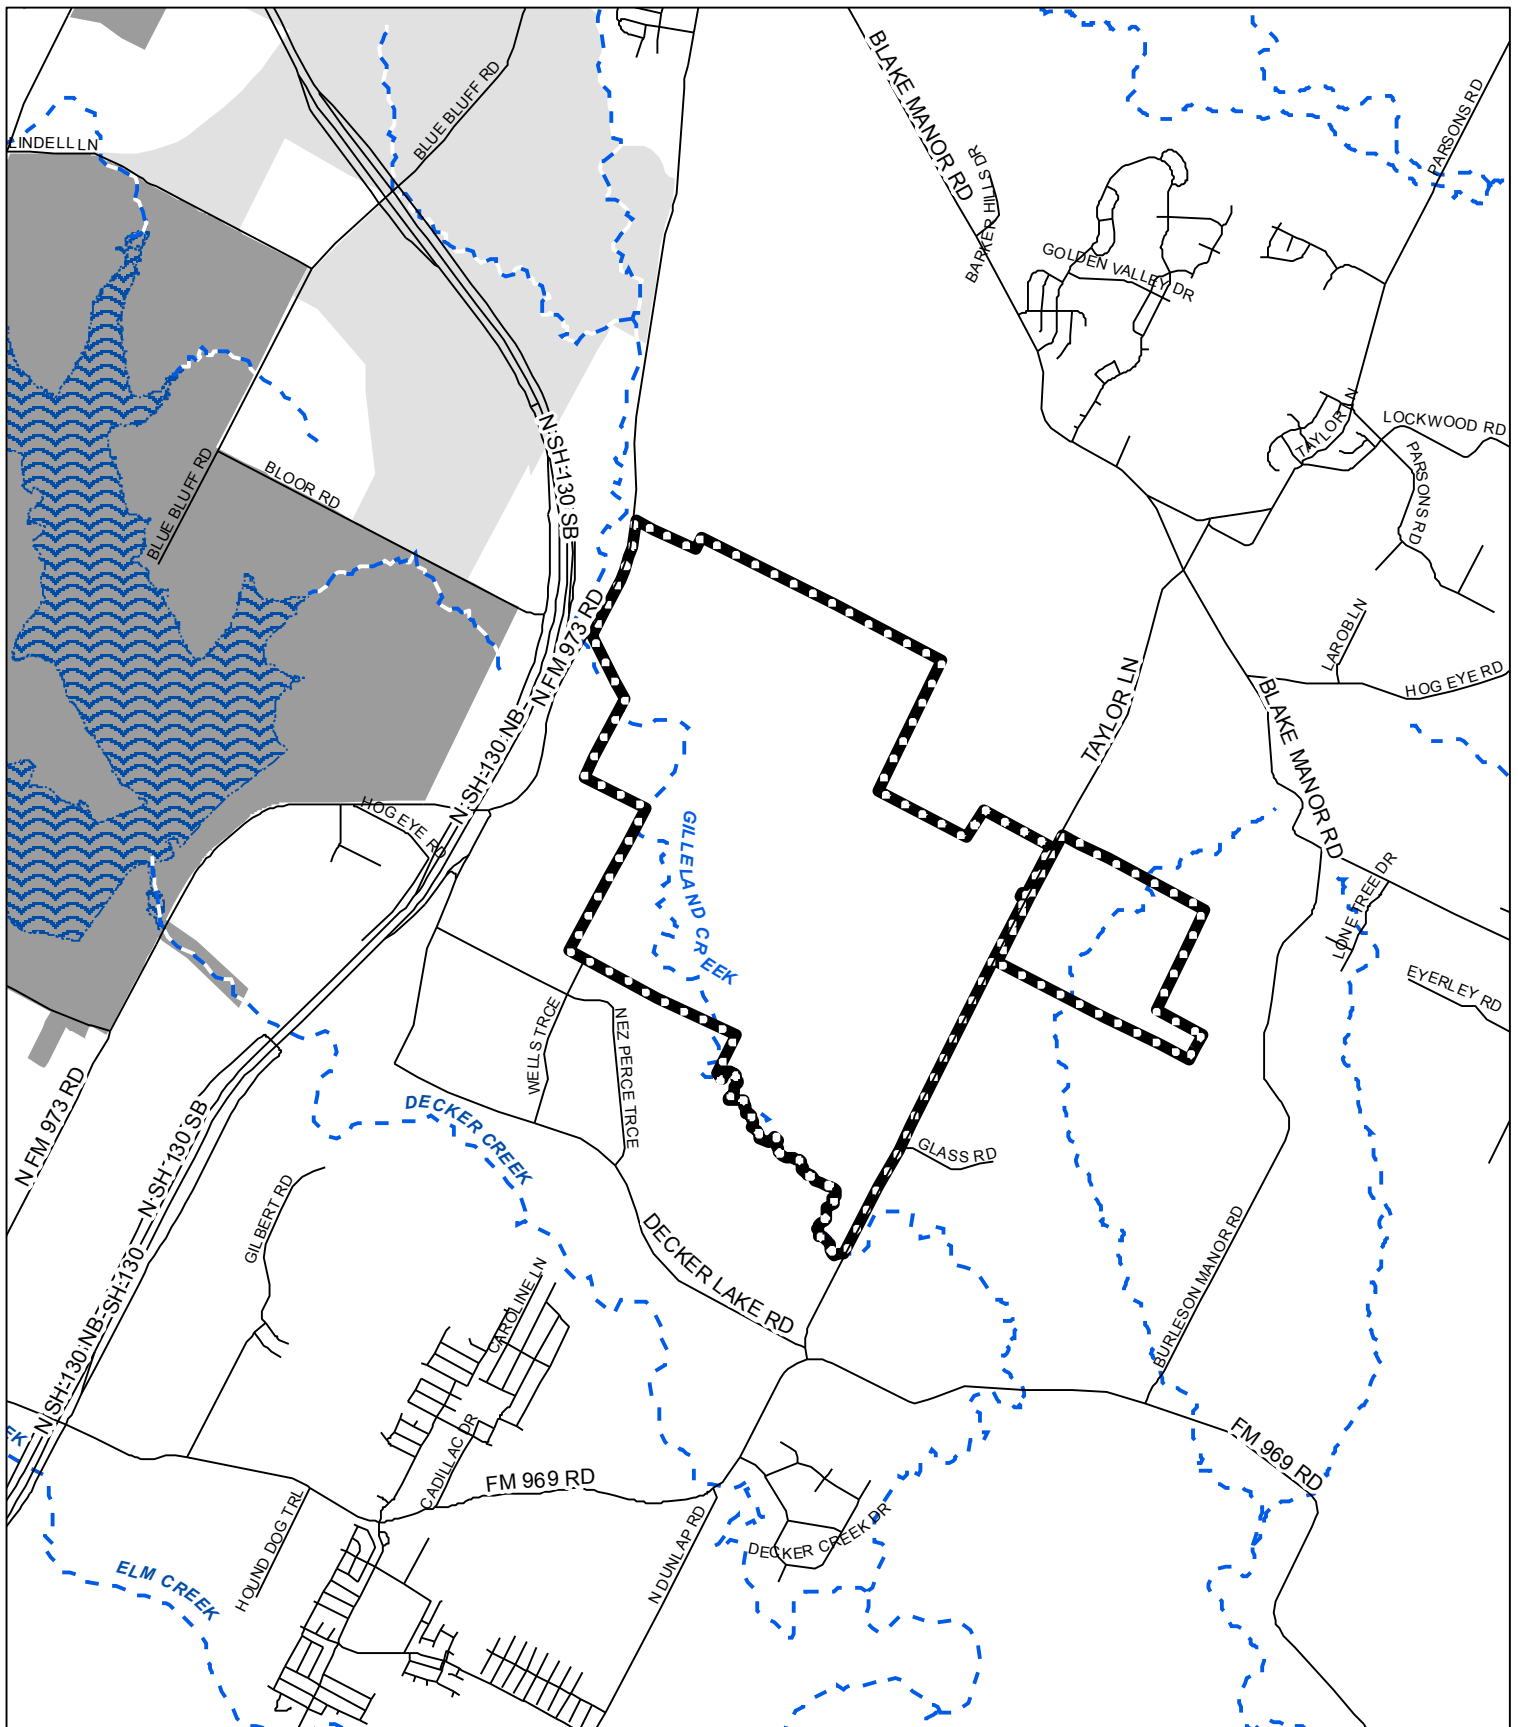 BLAKE MANOR RD
BLUE BLUFF RD
PARSONS RD
LINDELL LN
BARKER HILLS DR
GOLDEN VALLEY DR
TAYLOR LN
LOCKWOOD RD
N SH 130 SB
BLUE BLUFF RD
BLOOR RD
PARSONS RD
N FM 973 RD
LAROB LN
HOG EYE RD
TAYLOR LN
BLAKE MANOR RD
N SH 130 NB
HOG EYE RD
GILLELAND CREEK
LONE TREE DR
EYERLEY RD
WELLS TRCE
NEZ PERCE TRCE
N FM 973 RD
DECKER CREEK
N SH 130 SB
GLASS RD
GILBERT RD
DECKER LAKE RD
BURLESON MANOR RD
CAROLINE LN
N SH 130 NB-SH 130
EK
CADILLAC DR
FM 969 RD
FM 969 RD
HOUND DOG TRL
N DUNLAP RD
DECKER CREEK DR
ELM CREEK